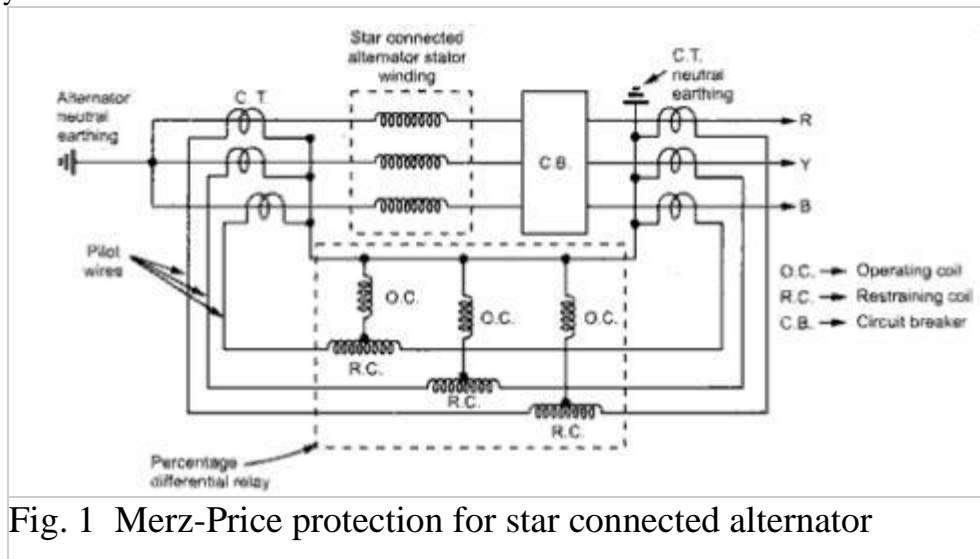 Star connected
alternator stator
winding
C.T.
neutral
earthing
Alternator
neutral
earthing
C T.
R
Y
B
C.B.
Pilot
wires
O.C.
O.C.
O.C.
R.C.
R.C.
R.C.
O.C. → Operating coil
R.C. → Restraining coil
C.B. → Circuit breaker
Percentage
differential relay
Fig. 1 Merz-Price protection for star connected alternator